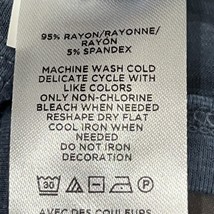 95% RAYON/RAYONNE/
RAYÓN
5% SPANDEX
MACHINE WASH COLD
DELICATE CYCLE WITH
LIKE COLORS
ONLY NON-CHLORINE
BLEACH WHEN NEEDED
RESHAPE DRY FLAT
COOL IRON WHEN
NEEDED
DO NOT IRON
DECORATION
30 P
AVEC DES COULEURS